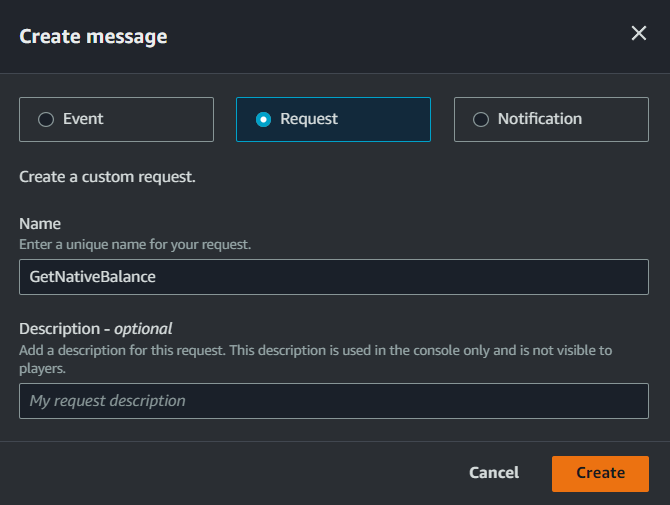 Create message
Event
Request
Notification
Create a custom request.
Name
Enter a unique name for your request.
GetNativeBalance
Description - optional
Add a description for this request. This description is used in the console only and is not visible to
players.
My request description
Cancel
Create